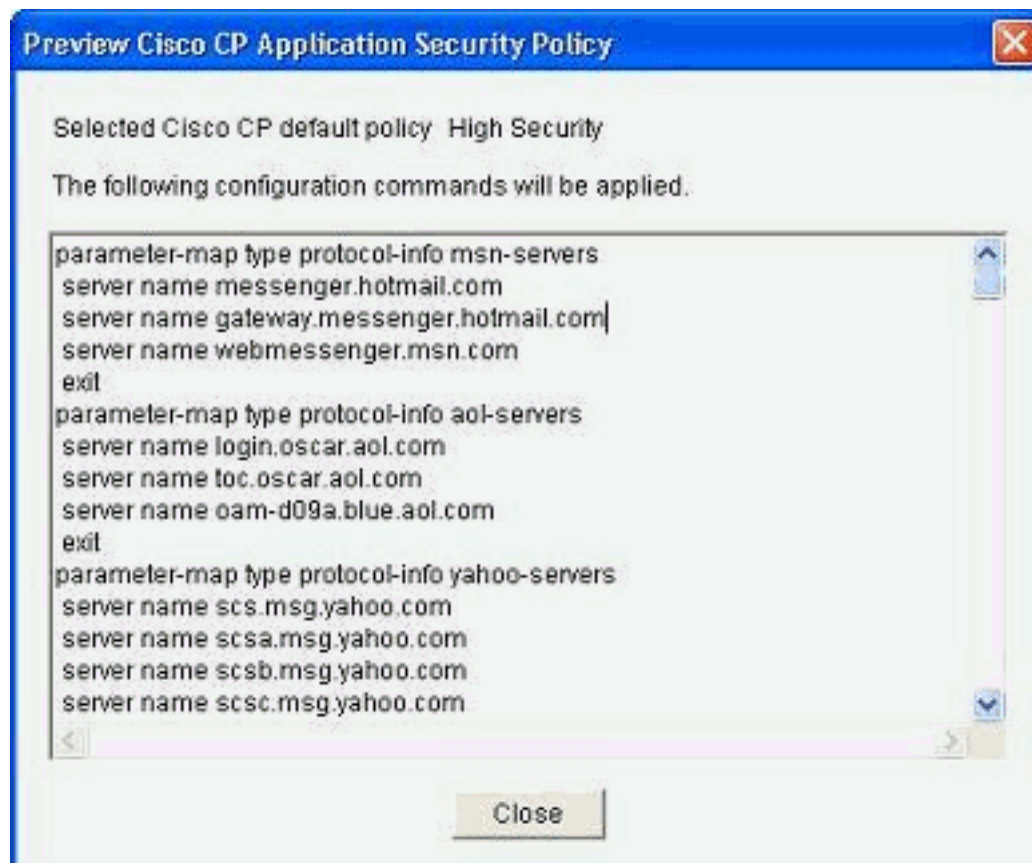 Preview Cisco CP Application Security Policy
Selected Cisco CP default policy High Security
The following configuration commands will be applied.
parameter-map type protocol-info msn-servers
server name messenger.hotmail.com
server name gateway.messenger.hotmail.com
server name webmessenger.msn.com
exit
parameter-map type protocol-info aol-servers
server name login.oscar.aol.com
server name toc.oscar.aol.com
server name oam-d09a.blue.aol.com
exit
parameter-map type protocol-info yahoo-servers
server name scs.msg.yahoo.com
server name scsa.msg.yahoo.com
server name scsb.msg.yahoo.com
server name scsc.msg.yahoo.com
Close